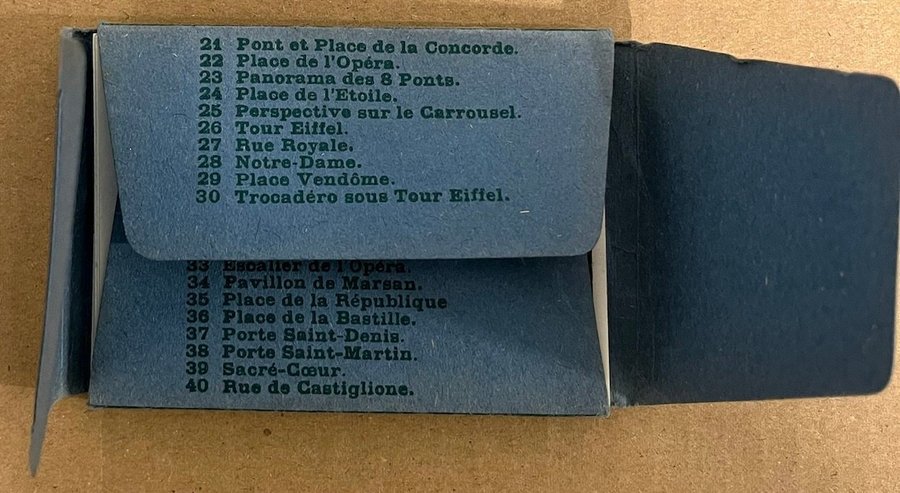 21 Pont et Place de la Concorde.
22 Place de l'Opéra.
23 Panorama des 8 Ponts.
24 Place de l'Etoile.
25 Perspective sur le Carrousel.
26 Tour Eiffel.
27 Rue Royale.
28 Notre-Dame.
29 Place Vendôme.
30 Trocadéro sous Tour Eiffel.
33 Escalier de l'Opéra.
34 Pavillon de Marsan.
35 Place de la République
36 Place de la Bastille.
37 Porte Saint-Denis.
38 Porte Saint-Martin.
39 Sacré-Cœur.
40 Rue de Castiglione.